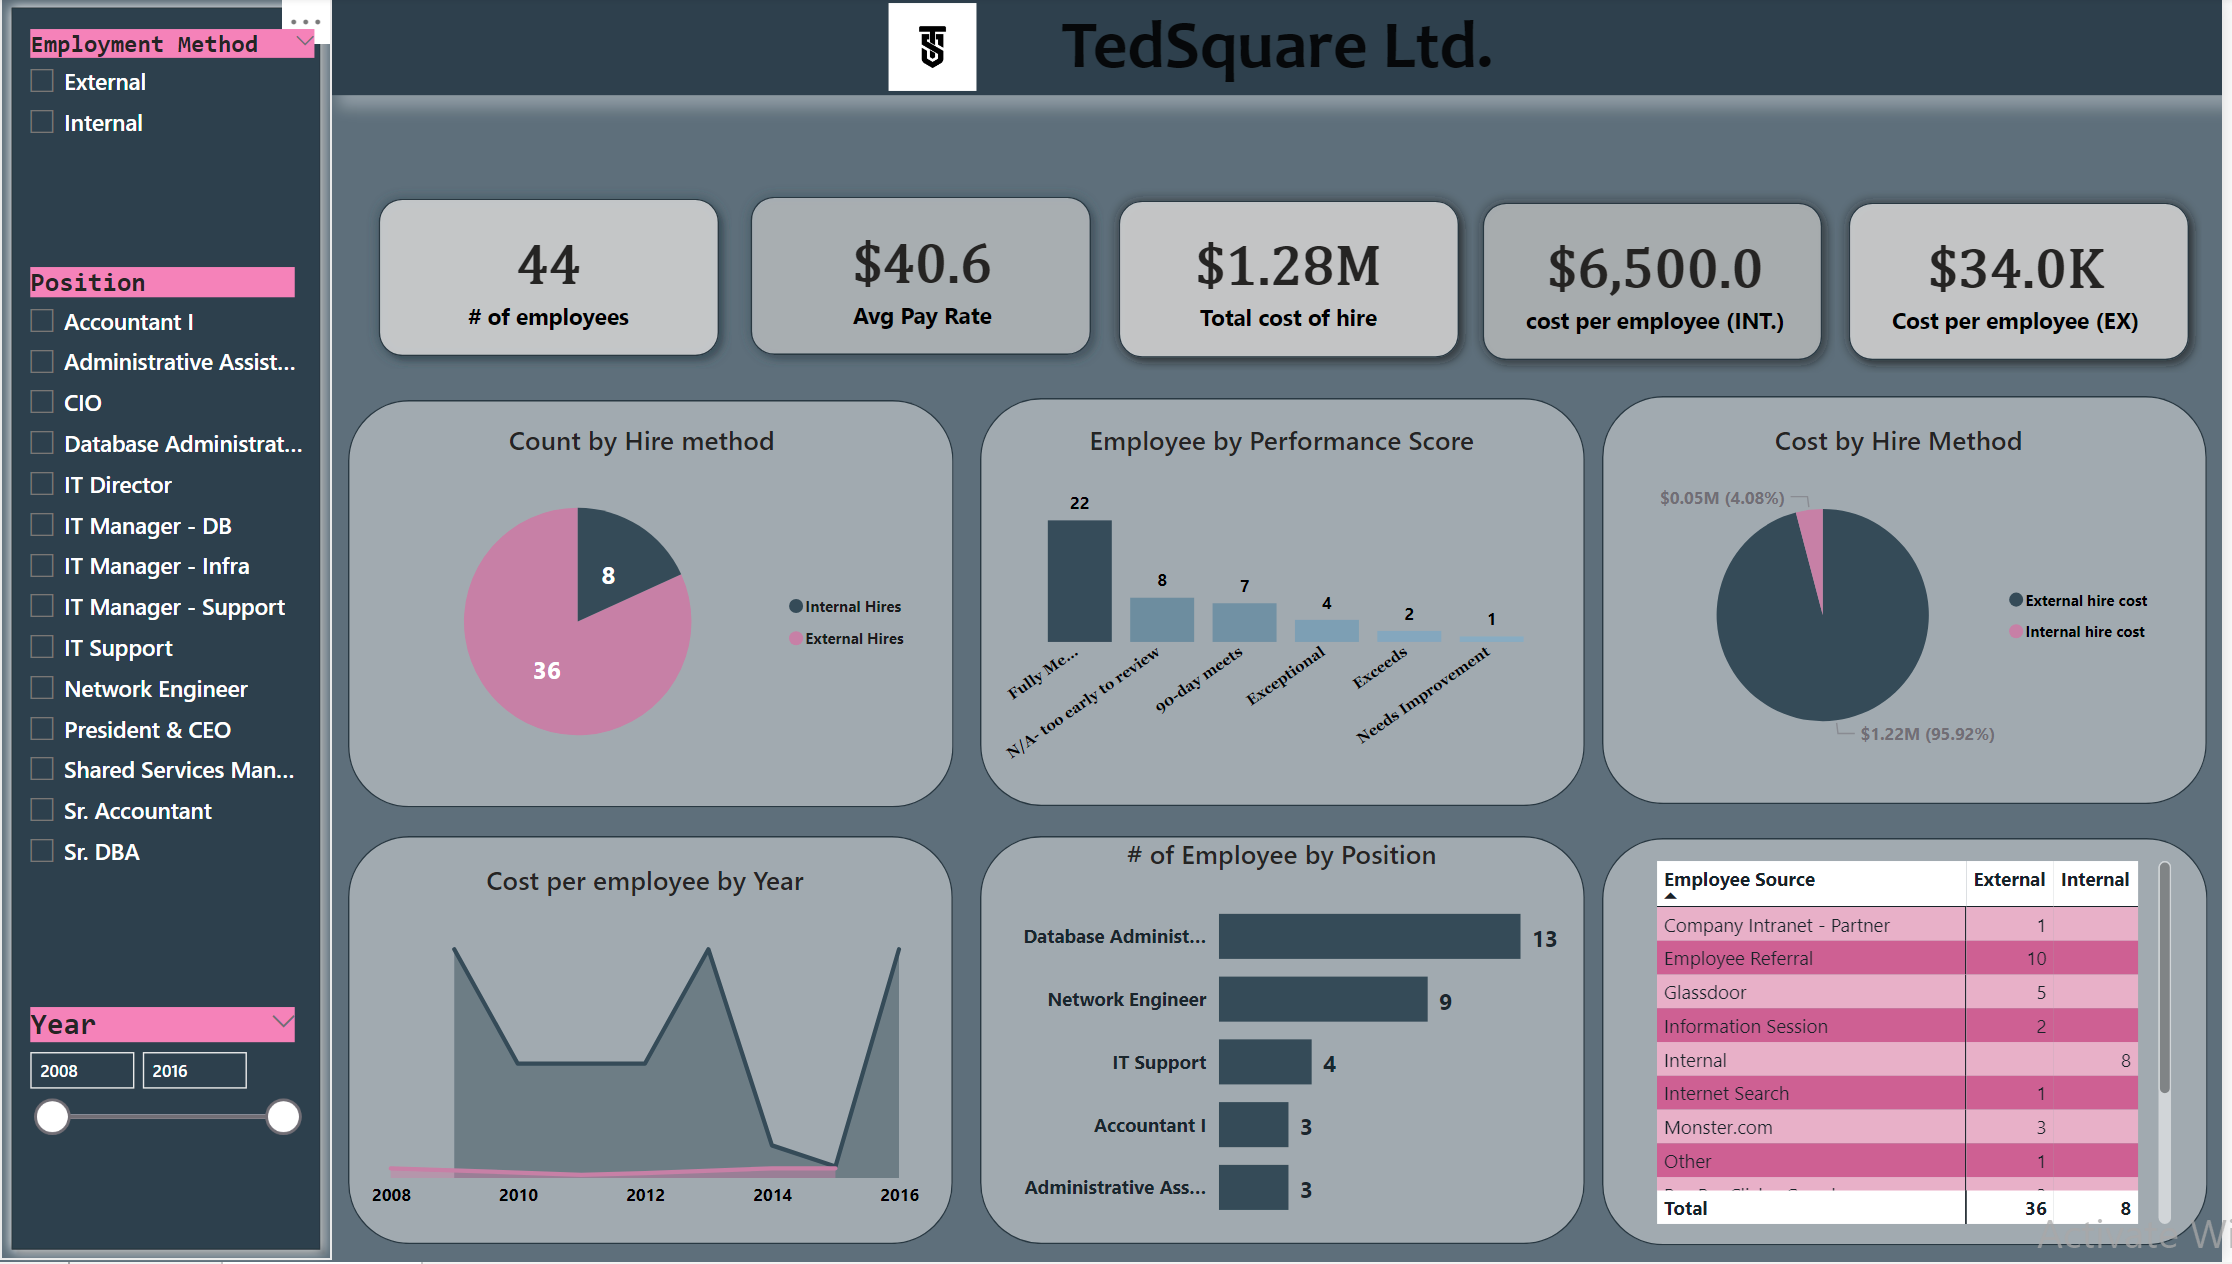 Employment Method
External
Internal
Position
Accountant I
Administrative Assist...
CIO
Database Administrat...
IT Director
IT Manager - DB
IT Manager - Infra
IT Manager - Support
IT Support
Network Engineer
President & CEO
Shared Services Man...
Sr. Accountant
Sr. DBA
Year
2008 2016
TedSquare Ltd.
44
# of employees
$40.6
Avg Pay Rate
$1.28M
Total cost of hire
$6,500.0
cost per employee (INT.)
$34.0K
Cost per employee (EX)
Count by Hire method
8
36
Internal Hires
External Hires
Employee by Performance Score
22
8
7
4
2
1
Fully Me...
N/A- too early to review
90-day meets
Exceptional
Exceeds
Needs Improvement
Cost by Hire Method
$0.05M (4.08%)
$1.22M (95.92%)
External hire cost
Internal hire cost
Cost per employee by Year
2008 2010 2012 2014 2016
# of Employee by Position
Database Administ... 13
Network Engineer 9
IT Support 4
Accountant I 3
Administrative Ass... 3
Employee Source External Internal
Company Intranet - Partner 1
Employee Referral 10
Glassdoor 5
Information Session 2
Internal 8
Internet Search 1
Monster.com 3
Other 1
Total 36 8
Activate Wi